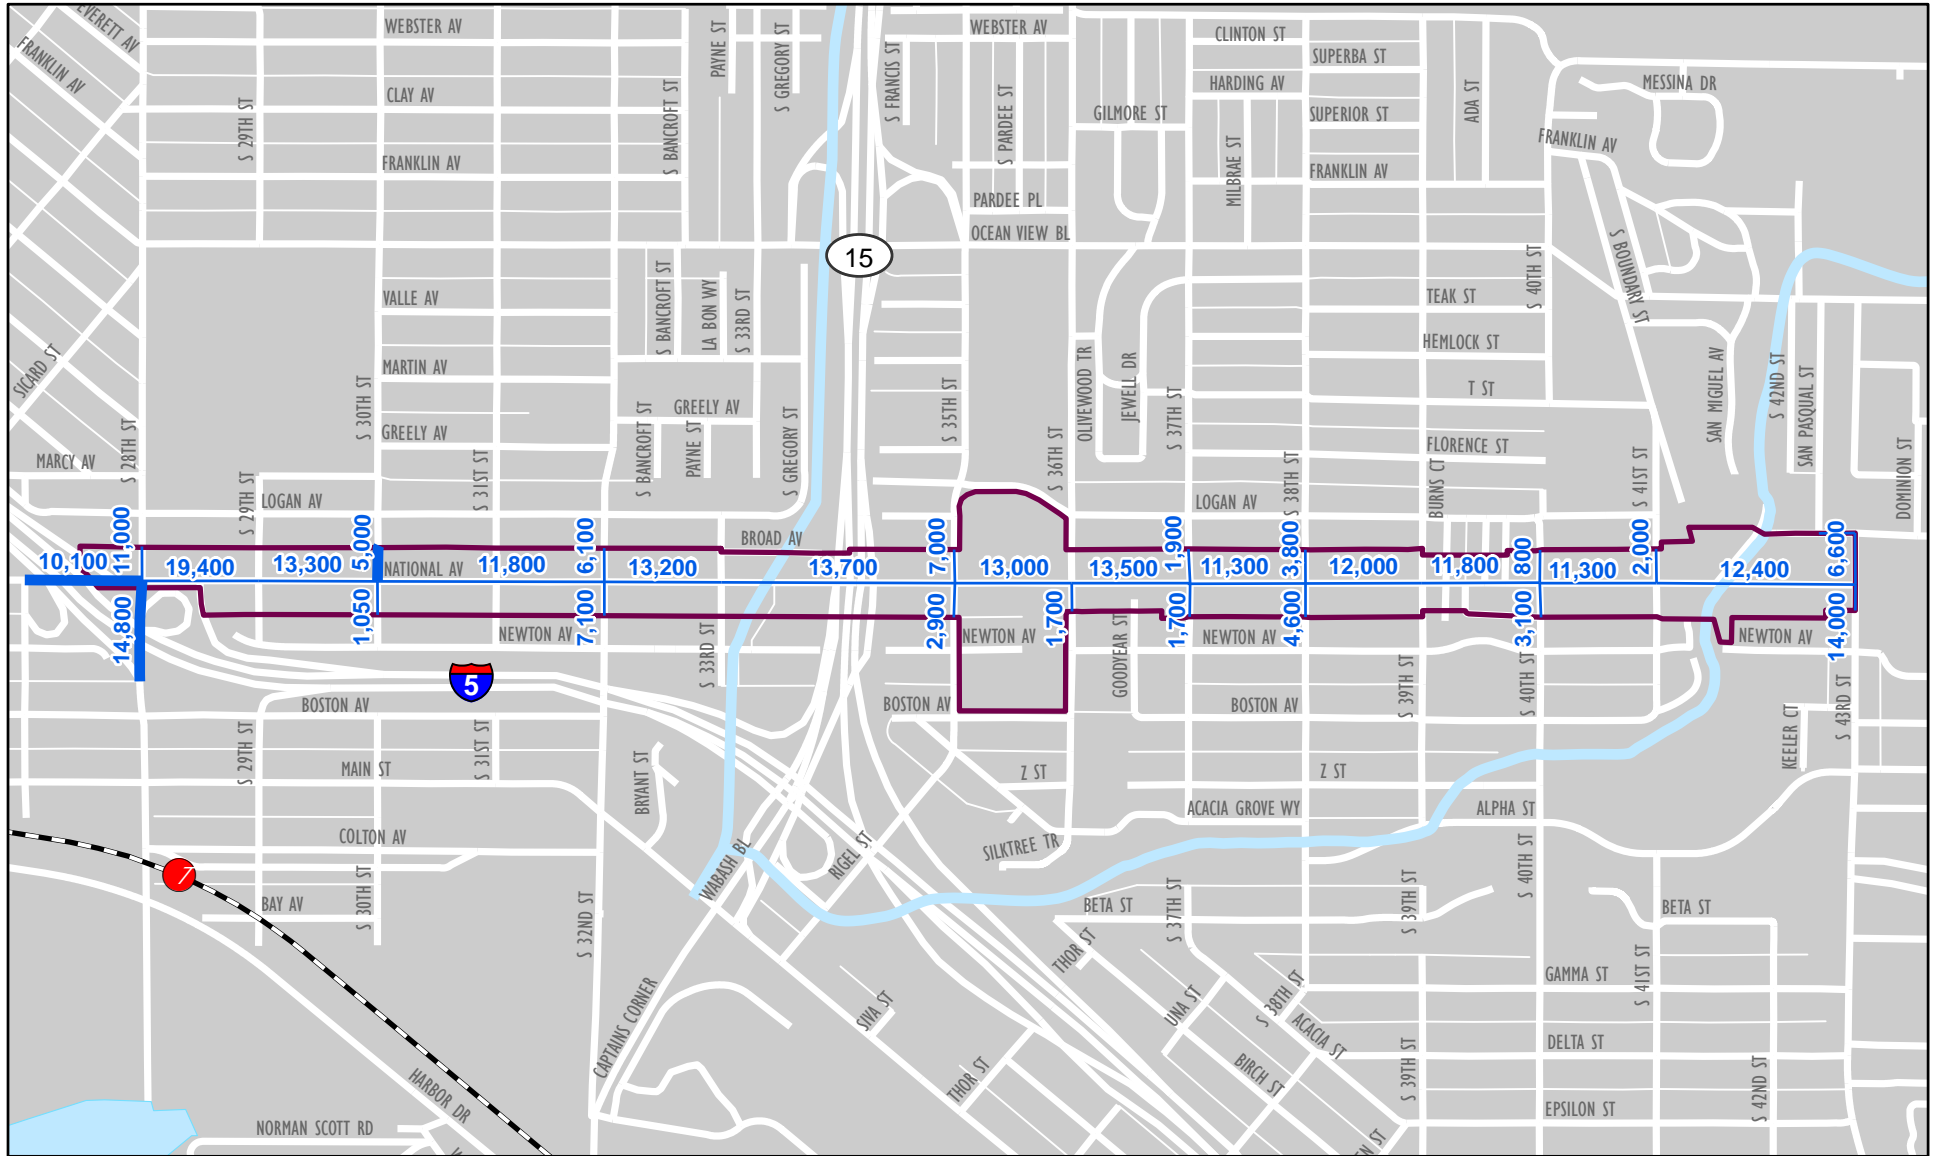 EVERETT AV
WEBSTER AV
PAYNE ST
S GREGORY ST
S FRANCIS ST
WEBSTER AV
CLINTON ST
SUPERBA ST
FRANKLIN AV
CLAY AV
S 29TH ST
S BANCROFT ST
S PARDEE ST
GILMORE ST
HARDING AV
SUPERIOR ST
ADA ST
MESSINA DR
FRANKLIN AV
FRANKLIN AV
MILBRAE ST
FRANKLIN AV
PARDEE PL
OCEAN VIEW BL
15
S BOUNDARY ST
S 40TH ST
VALLE AV
S BANCROFT ST
LA BON WY
S 33RD ST
TEAK ST
HEMLOCK ST
SICARD ST
MARTIN AV
S 30TH ST
S 35TH ST
OLIVEWOOD TR
JEWELL DR
S 37TH ST
T ST
SAN MIGUEL AV
S 42ND ST
SAN PASQUAL ST
GREELY AV
GREELY AV
S 28TH ST
S 31ST ST
S BANCROFT ST
PAYNE ST
S GREGORY ST
S 36TH ST
FLORENCE ST
S 38TH ST
BURNS CT
S 41ST ST
DOMINION ST
MARCY AV
S 29TH ST
LOGAN AV
LOGAN AV
BROAD AV
11,000
5,000
6,100
7,000
1,900
3,800
800
2,000
6,600
10,100
19,400
13,300
NATIONAL AV
11,800
13,200
13,700
13,000
13,500
11,300
12,000
11,800
11,300
12,400
14,800
1,050
7,100
2,900
1,700
1,700
4,600
3,100
14,000
NEWTON AV
NEWTON AV
NEWTON AV
NEWTON AV
S 33RD ST
GOODYEAR ST
S 39TH ST
S 40TH ST
S 43RD ST
5
BOSTON AV
BOSTON AV
BOSTON AV
KEELER CT
S 29TH ST
S 31ST ST
MAIN ST
BRYANT ST
Z ST
Z ST
ACACIA GROVE WY
ALPHA ST
COLTON AV
WABASH BL
RIGEL ST
SILKTREE TR
S 40TH ST
7
BAY AV
S 30TH ST
S 32ND ST
BETA ST
S 37TH ST
S 39TH ST
BETA ST
THOR ST
S 41ST ST
GAMMA ST
CAPTAINS CORNER
SIVA ST
UNA ST
S 38TH ST
ACACIA ST
DELTA ST
HARBOR DR
THOR ST
BIRCH ST
S 39TH ST
S 42ND ST
EPSILON ST
NORMAN SCOTT RD
EN ST